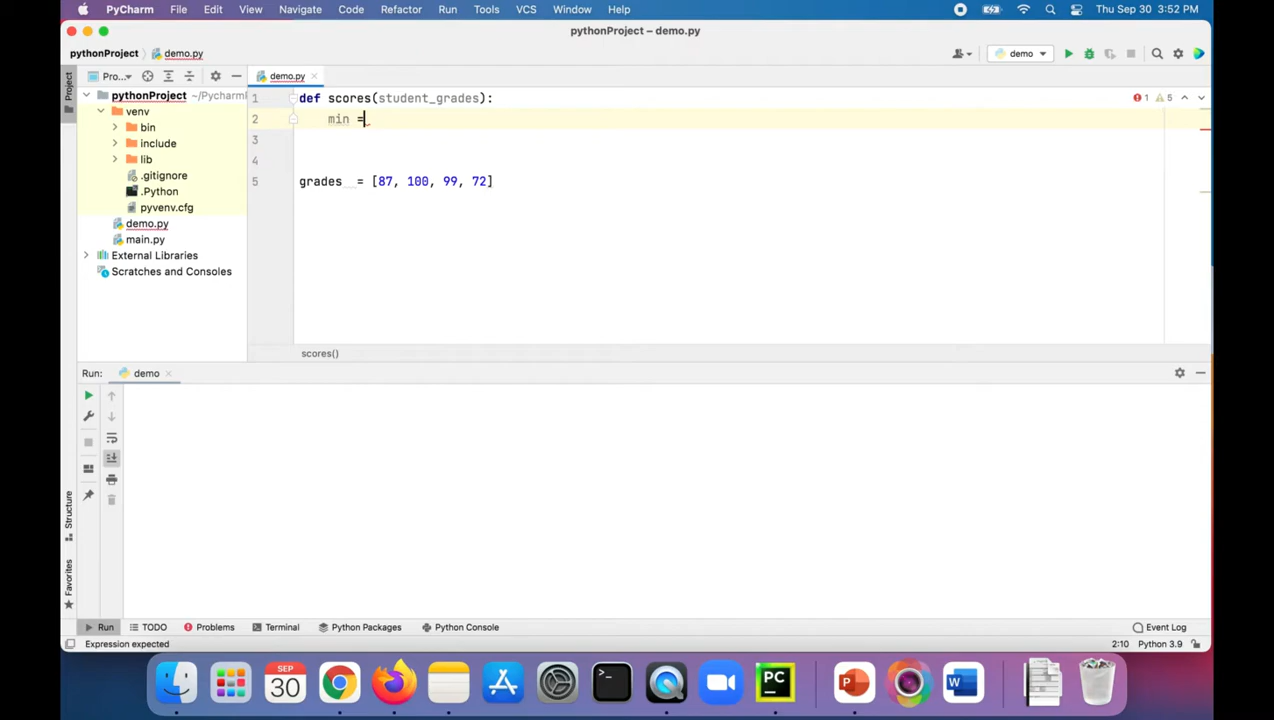 PyCharm File Edit View Navigate Code Refactor Run Tools VCS Window Help Thu Sep 30 3:52 PM
pythonProject – demo.py
pythonProject demo.py demo
Project
Pro... demo.py
pythonProject ~/PycharmP
venv
bin
include
lib
.gitignore
.Python
pyvenv.cfg
demo.py
main.py
External Libraries
Scratches and Consoles
1 def scores(student_grades): 1 5
2 min =
3
4
5 grades = [87, 100, 99, 72]
scores()
Run: demo
Structure
Favorites
Run TODO Problems Terminal Python Packages Python Console Event Log
Expression expected 2:10 Python 3.9
SEP
30
>_
PC
P
W